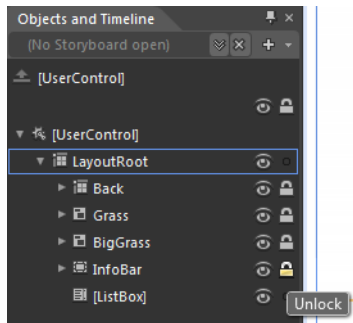 Objects and Timeline
(No Storyboard open)
[UserControl]
[UserControl]
LayoutRoot
Back
Grass
BigGrass
InfoBar
[ListBox]
Unlock